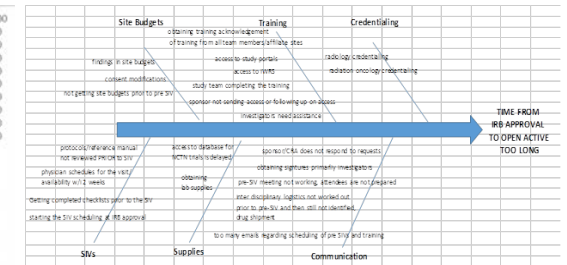 Site Budgets
Training
Credentialing
obtaining training acknowledgement
of training from all team members/affiliate sites
access to study portals
access to IWRS
study team completing the training
sponsor not sending access or following up on access
investigators need assistance
findings in site budgets
consent modifications
not getting site budgets prior to pre SIV
radiology credentialing
radiation oncology credentialing
TIME FROM
IRB APPROVAL
TO OPEN ACTIVE
TOO LONG
protocols/reference manual
not reviewed PRIOR to SIV
physician schedules for the visit/
availability w/i 2 weeks
Getting completed checklists prior to the SIV
starting the SIV scheduling at IRB approval
access to database for
NCTN trials is delayed
obtaining
lab supplies
sponsor/CRA does not respond to requests
obtaining sightures primarily investigators
pre-SIV meeting not working, attendees are not prepared
Inter disciplinary logistics not worked out
prior to pre-SIV and then still not identified,
drug shipment
too many emails regarding scheduling of pre SIVs and training
SIVs
Supplies
Communication